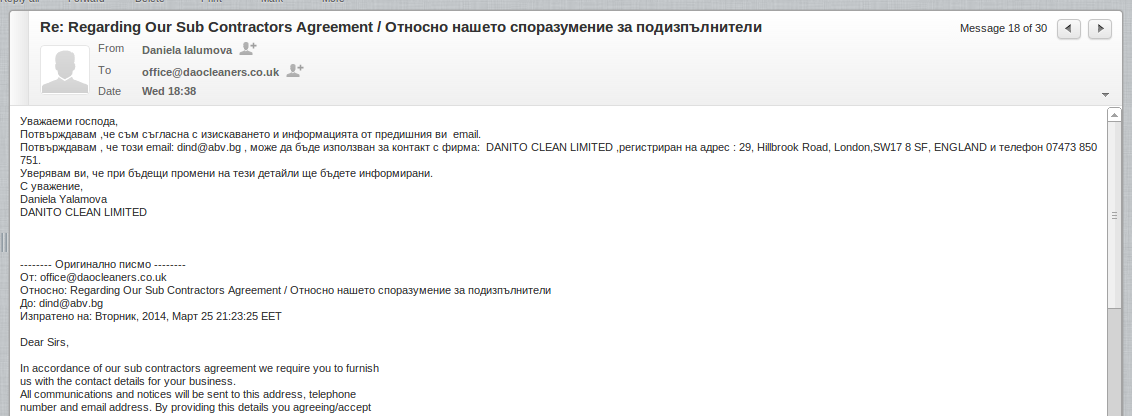 Re: Regarding Our Sub Contractors Agreement / Относно нашето споразумение за подизпълнители
Message 18 of 30
From Daniela Ialumova
To office@daocleaners.co.uk
Date Wed 18:38
Уважаеми господа,
Потвърждавам ,че съм съгласна с изискаването и информацията от предишния ви email.
Потвърждавам , че този email: dind@abv.bg , може да бъде използван за контакт с фирма: DANITO CLEAN LIMITED ,регистриран на адрес : 29, Hillbrook Road, London,SW17 8 SF, ENGLAND и телефон 07473 850
751.
Уверявам ви, че при бъдещи промени на тези детайли ще бъдете информирани.
С уважение,
Daniela Yalamova
DANITO CLEAN LIMITED
-------- Оригинално писмо --------
От: office@daocleaners.co.uk
Относно: Regarding Our Sub Contractors Agreement / Относно нашето споразумение за подизпълнители
До: dind@abv.bg
Изпратено на: Вторник, 2014, Март 25 21:23:25 EET
Dear Sirs,
In accordance of our sub contractors agreement we require you to furnish
us with the contact details for your business.
All communications and notices will be sent to this address, telephone
number and email address. By providing this details you agreeing/accept